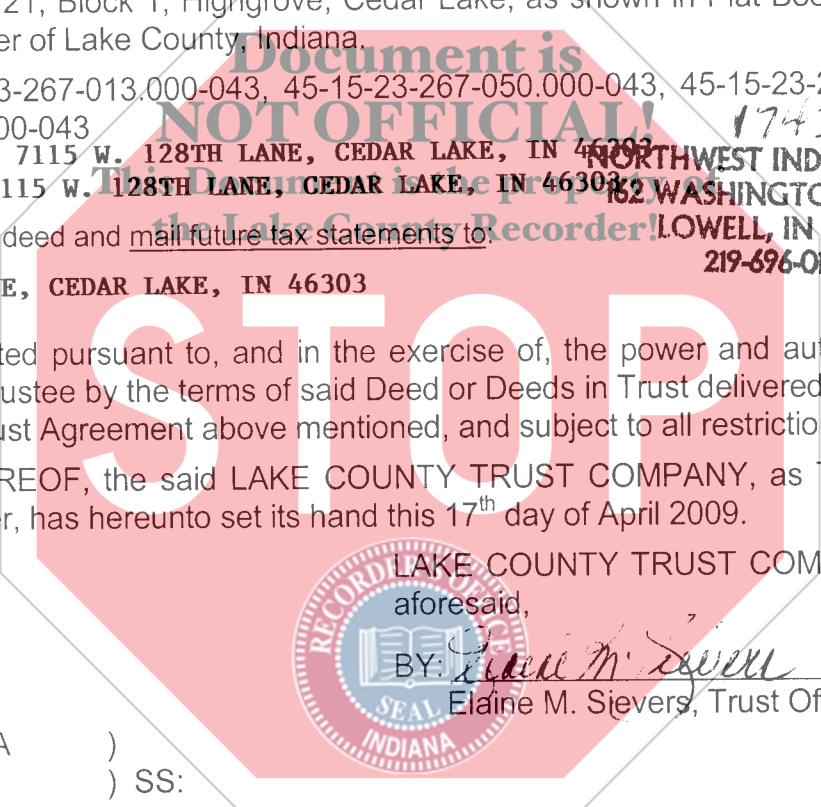 21, Block 1, Highgrove, Cedar Lake, as shown in Plat Boo
er of Lake County, Indiana.
Document is
3-267-013.000-043, 45-15-23-267-050.000-043, 45-15-23-2
NOT OFFICIAL!
00-043
1743
7115 W. 128TH LANE, CEDAR LAKE, IN 46303
NORTHWEST IND
115 W. 128TH LANE, CEDAR LAKE, IN 46303
This Document is the property of
162 WASHINGTO
the Lake County Recorder!
deed and mail future tax statements to:
LOWELL, IN
219-696-01
E, CEDAR LAKE, IN 46303
STOP
ted pursuant to, and in the exercise of, the power and aut
ustee by the terms of said Deed or Deeds in Trust delivered
ust Agreement above mentioned, and subject to all restrictio
REOF, the said LAKE COUNTY TRUST COMPANY, as T
er, has hereunto set its hand this 17th day of April 2009.
LAKE COUNTY TRUST COM
aforesaid,
RECORDER'S OFFICE
BY: Elaine M. Sievers
SEAL
Elaine M. Sievers, Trust Of
INDIANA
A )
) SS: